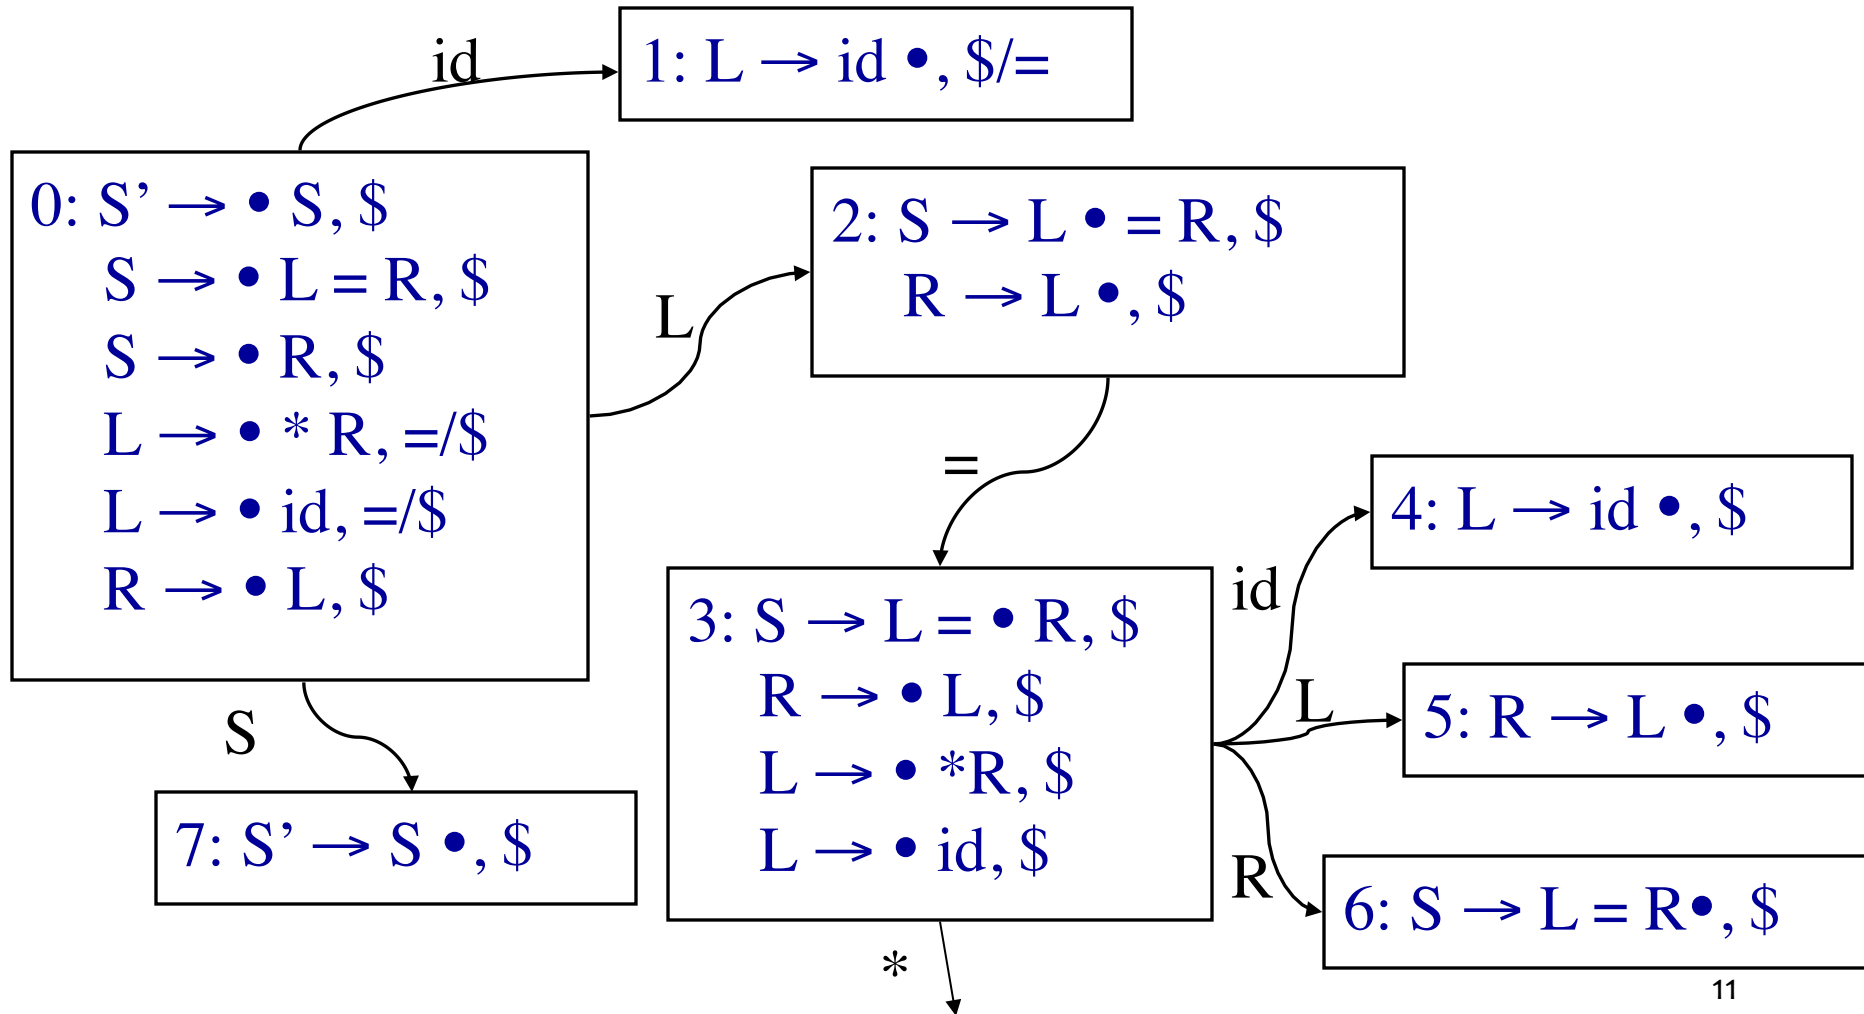 id
1: L → id •, $/=
0: S’ → • S, $
S → • L = R, $
S → • R, $
L → • * R, =/$
L → • id, =/$
R → • L, $
L
2: S → L • = R, $
R → L •, $
=
3: S → L = • R, $
R → • L, $
L → • *R, $
L → • id, $
id
4: L → id •, $
L
5: R → L •, $
R
6: S → L = R•, $
S
7: S’ → S •, $
*
11